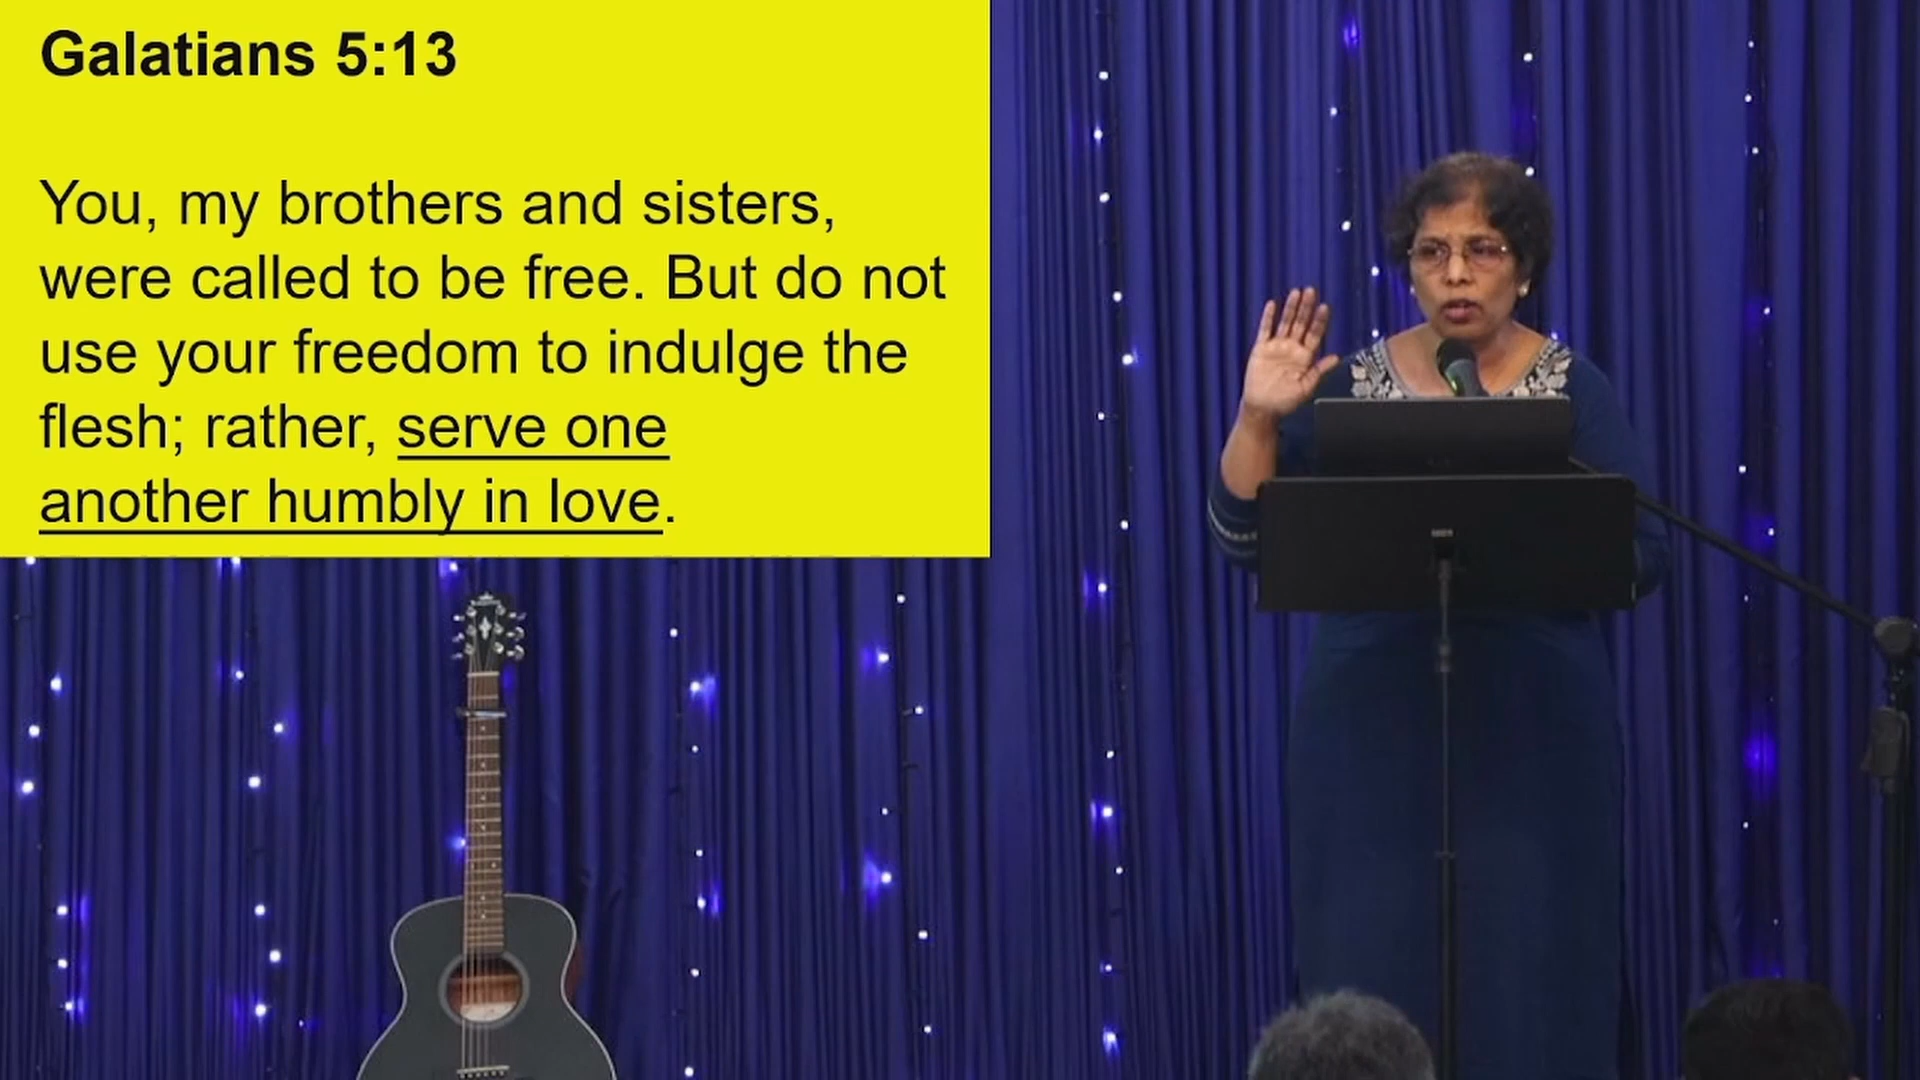 Galatians 5:13
You, my brothers and sisters,
were called to be free. But do not
use your freedom to indulge the
flesh; rather, serve one
another humbly in love.